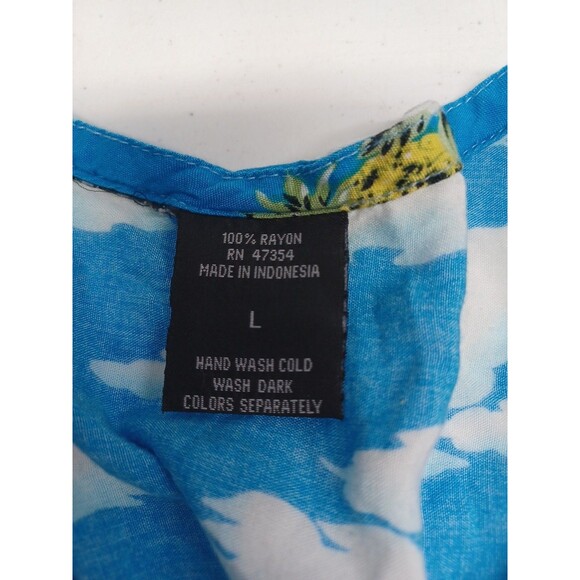 100% RAYON
RN 47354
MADE IN INDONESIA
L
HAND WASH COLD
WASH DARK
COLORS SEPARATELY